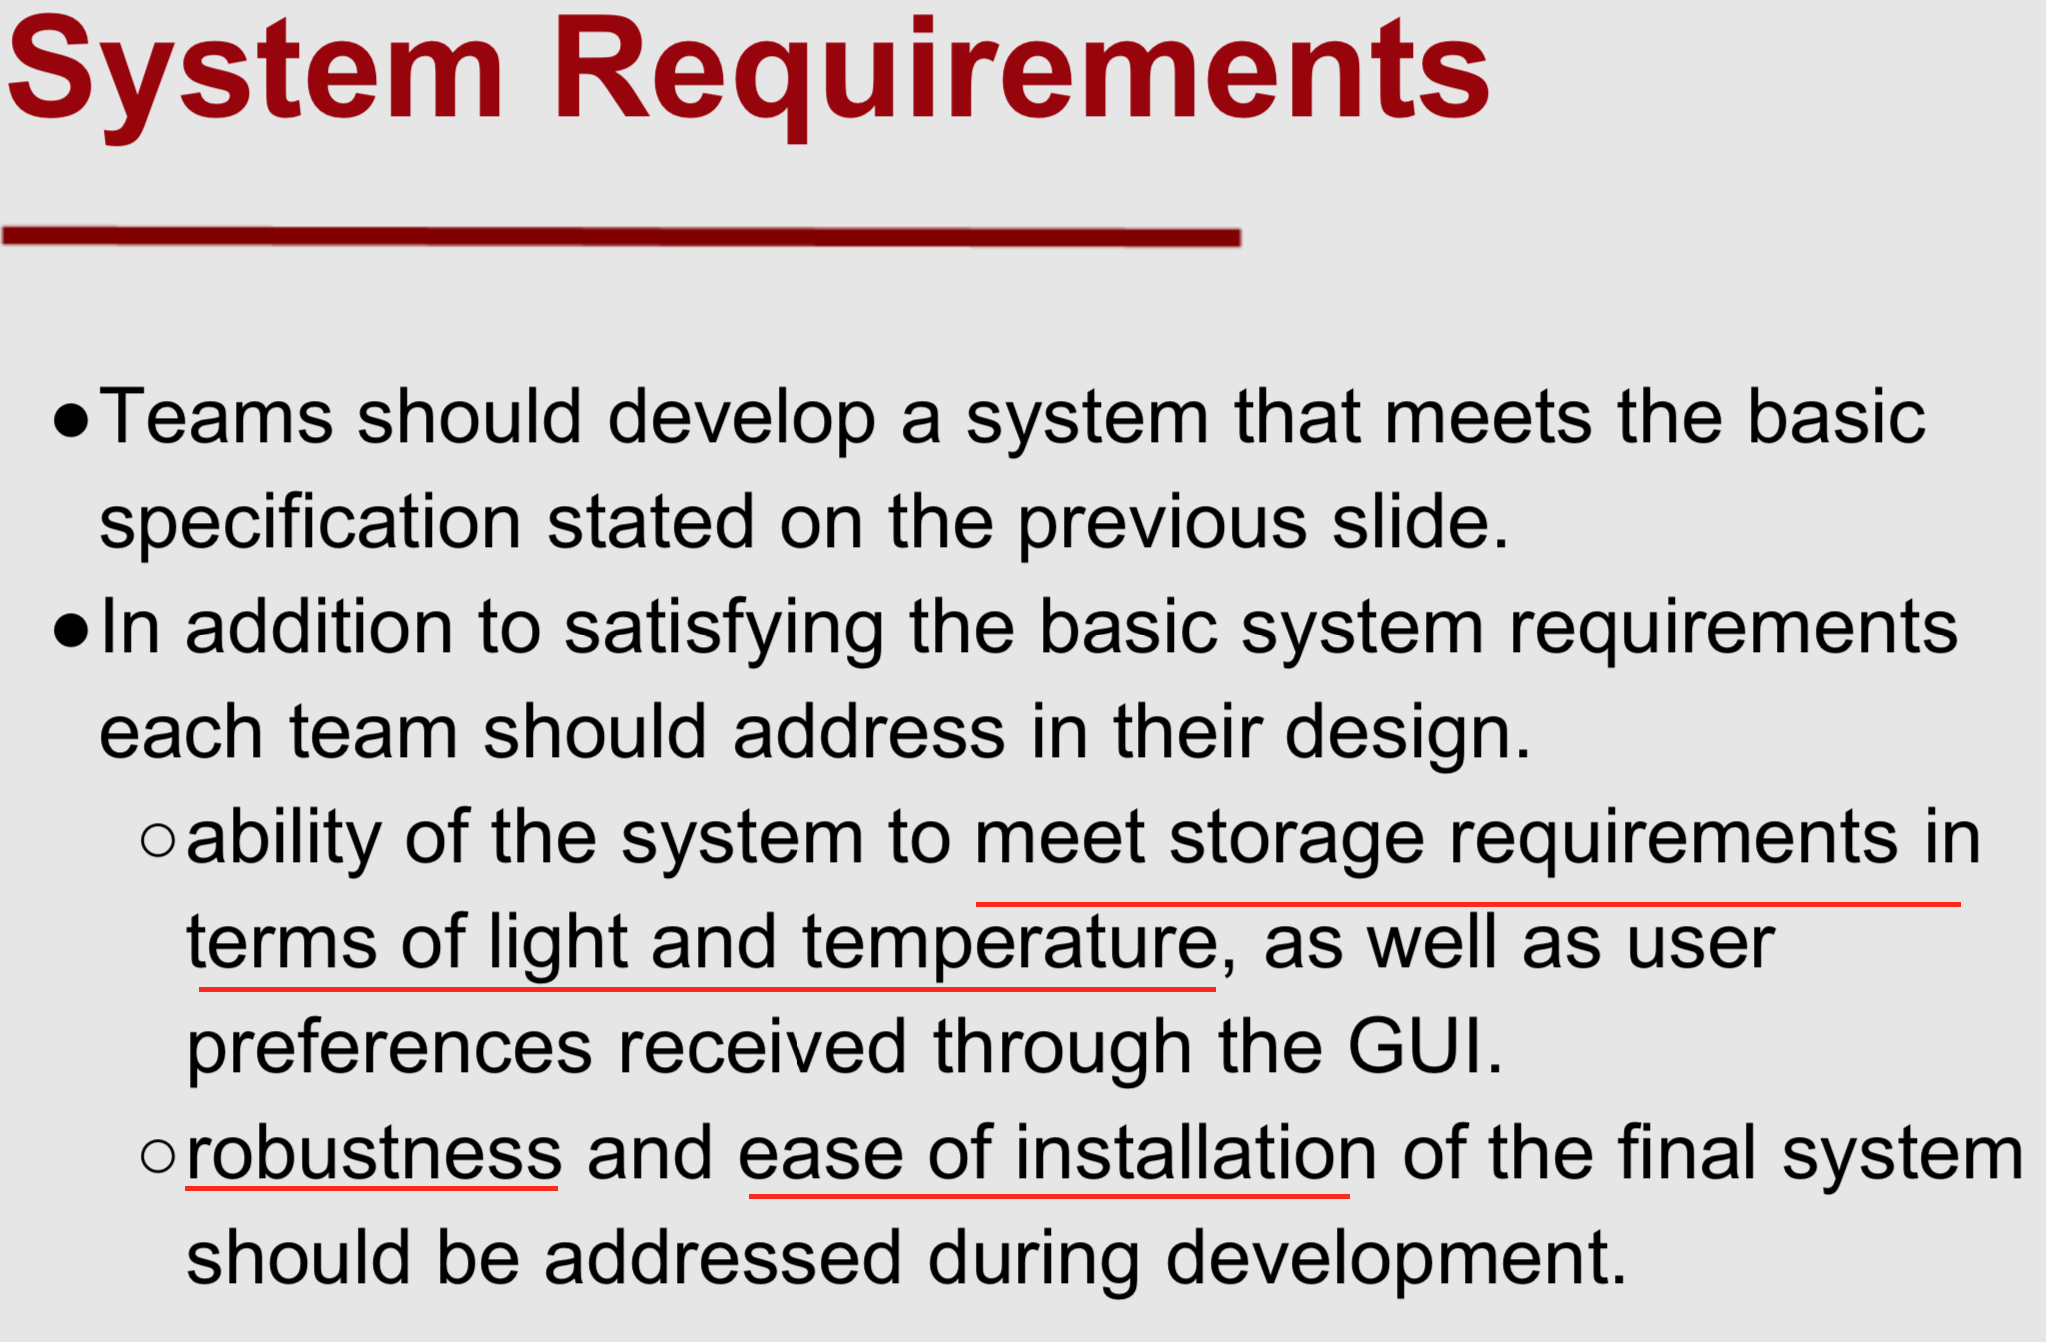 System Requirements
●Teams should develop a system that meets the basic
specification stated on the previous slide.
●In addition to satisfying the basic system requirements
each team should address in their design.
○ability of the system to meet storage requirements in
terms of light and temperature, as well as user
preferences received through the GUI.
○robustness and ease of installation of the final system
should be addressed during development.